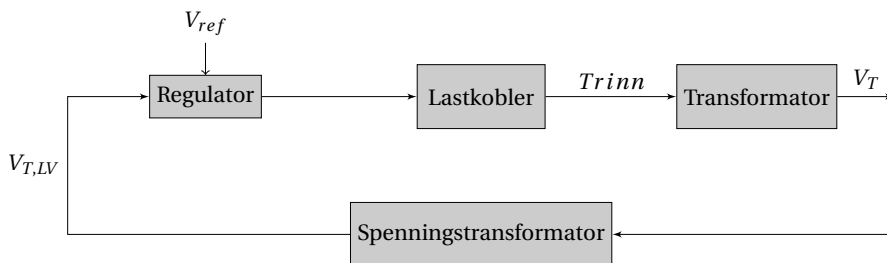 V_ref
Regulator
Lastkobler
Trinn
Transformator
V_T
V_T,LV
Spenningstransformator